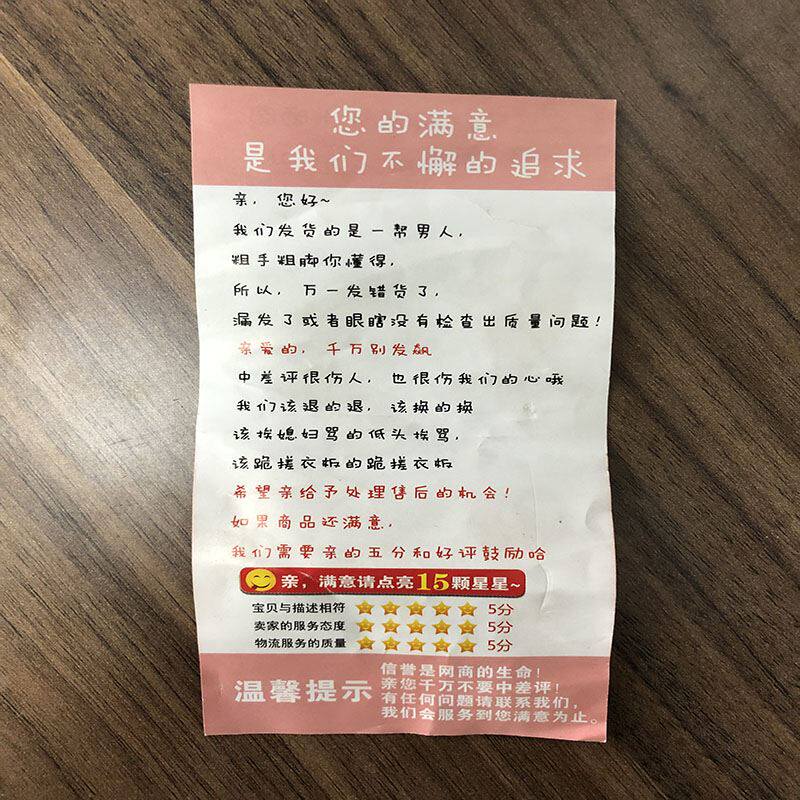 您的满意
是我们不懈的追求
亲，您好~
我们发货的是一帮男人，
粗手粗脚你懂得，
所以，万一发错货了，
漏发了或者眼瞎没有检查出质量问题！
亲爱的，千万别发飙
中差评很伤人，也很伤我们的心哦
我们该退的退，该换的换
该挨媳妇骂的低头挨骂，
该跪搓衣板的跪搓衣板
希望亲给予处理售后的机会！
如果商品还满意，
我们需要亲的五分和好评鼓励哈
亲，满意请点亮15颗星星~
宝贝与描述相符 5分
卖家的服务态度 5分
物流服务的质量 5分
温馨提示
信誉是网商的生命！
亲您千万不要中差评！
有任何问题请联系我们，
我们会服务到您满意为止。